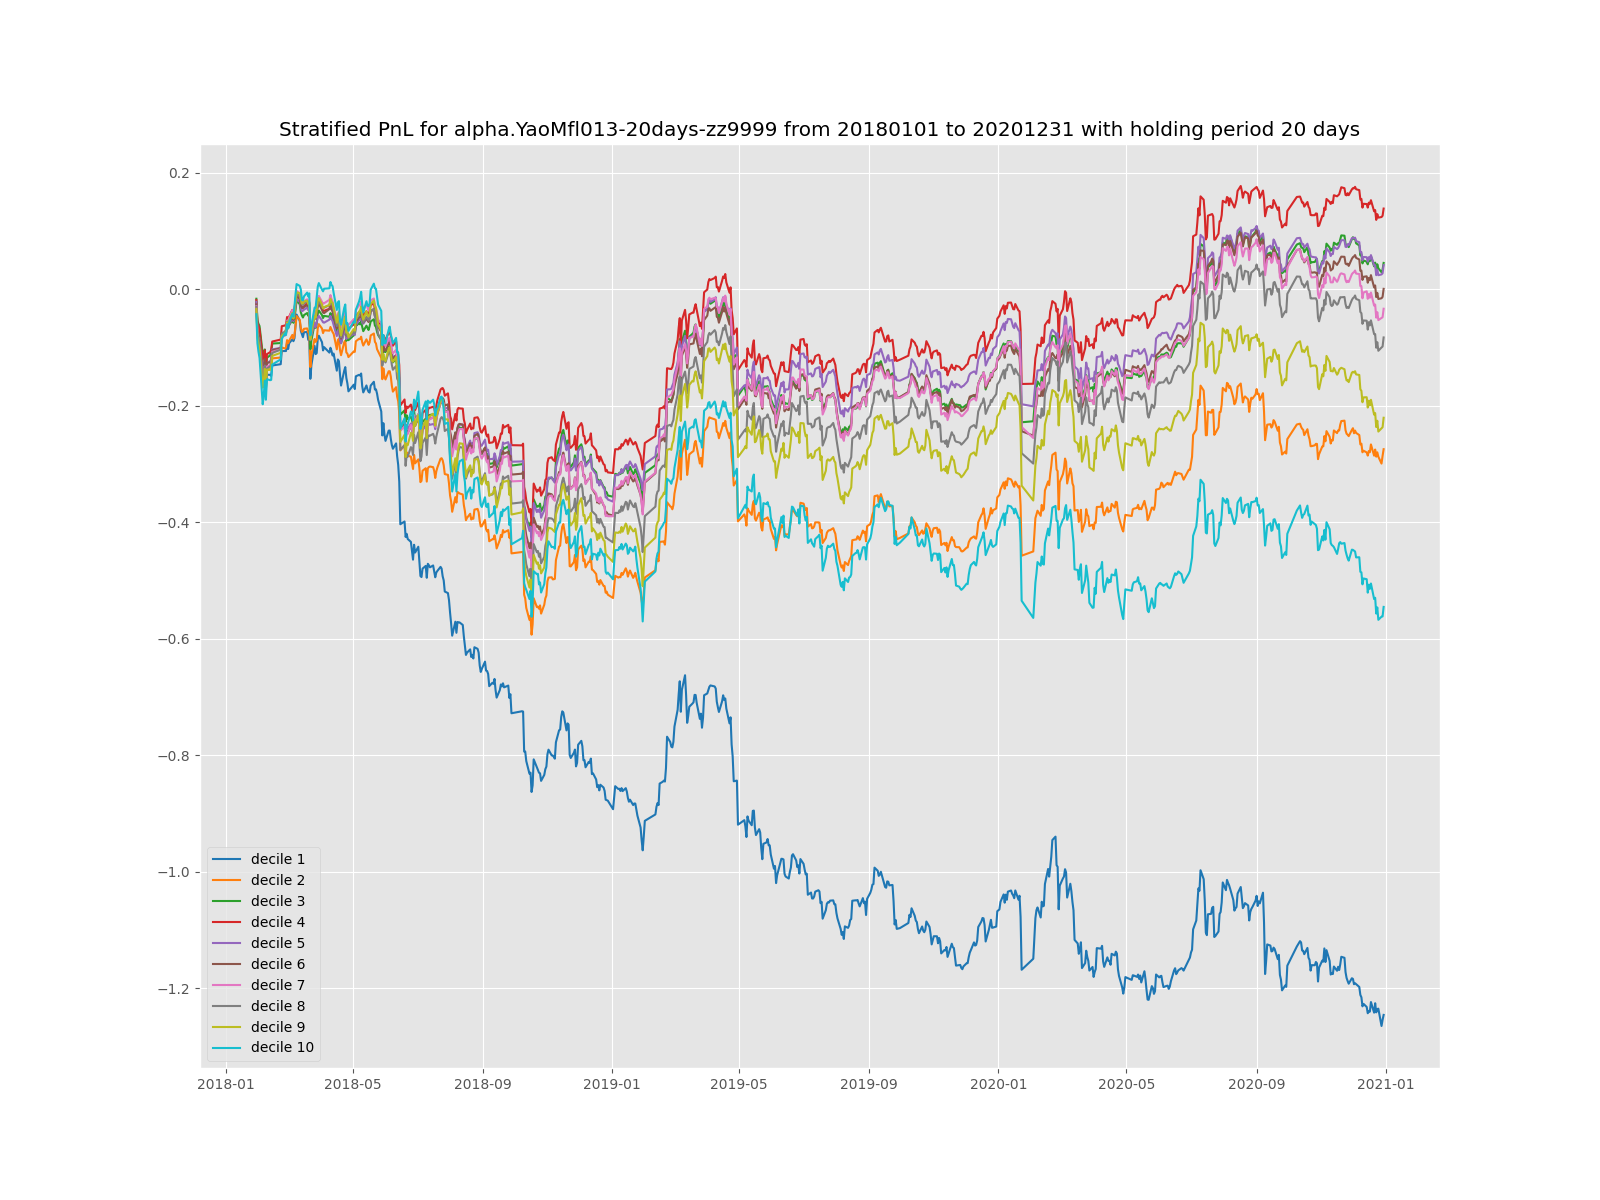 Stratified PnL for alpha.YaoMfl013-20days-zz9999 from 20180101 to 20201231 with holding period 20 days
0.2
0.0
−0.2
−0.4
−0.6
−0.8
−1.0
−1.2
decile 1
decile 2
decile 3
decile 4
decile 5
decile 6
decile 7
decile 8
decile 9
decile 10
2018-01 2018-05 2018-09 2019-01 2019-05 2019-09 2020-01 2020-05 2020-09 2021-01